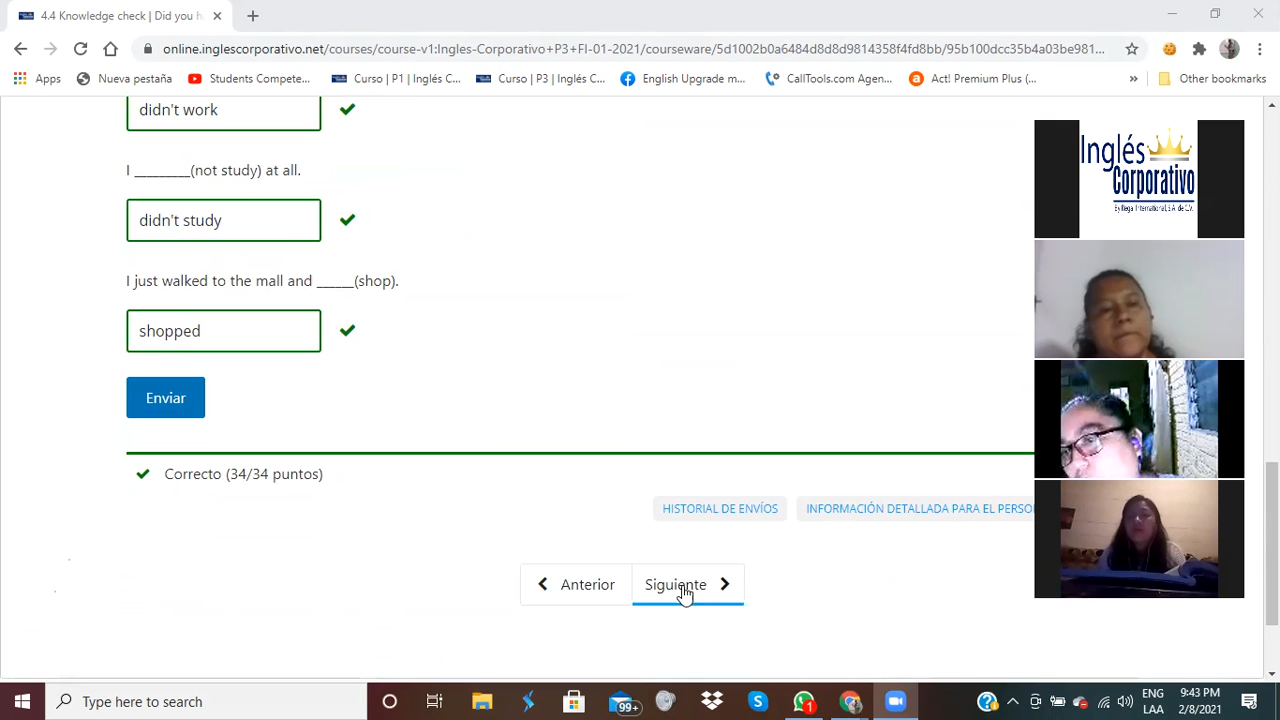 4.4 Knowledge check | Did you h
online.inglescorporativo.net/courses/course-v1:Ingles-Corporativo+P3+FI-01-2021/courseware/5d1002b0a6484d8d8d9814358f4fd8bb/95b100dcc35b4a03be981...
Apps
Nueva pestaña
Students Compete...
Curso | P1 | Inglés C...
Curso | P3 | Inglés C...
English Upgrade m...
CallTools.com Agen...
Act! Premium Plus (...
»
Other bookmarks
didn't work
I ________(not study) at all.
didn't study
I just walked to the mall and ______(shop).
shopped
Enviar
Correcto (34/34 puntos)
HISTORIAL DE ENVÍOS
INFORMACIÓN DETALLADA PARA EL PERSO
Anterior
Siguiente
Inglés
Corporativo
Type here to search
99+
1
ENG
LAA
9:43 PM
2/8/2021